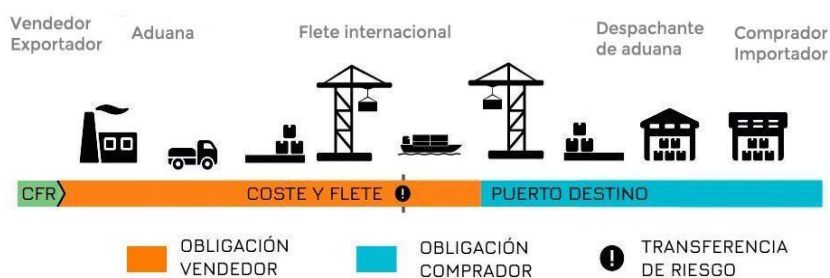 Vendedor
Exportador
Aduana
Flete internacional
Despachante
de aduana
Comprador
Importador
CFR
COSTE Y FLETE
!
PUERTO DESTINO
OBLIGACIÓN
VENDEDOR
OBLIGACIÓN
COMPRADOR
!
TRANSFERENCIA
DE RIESGO